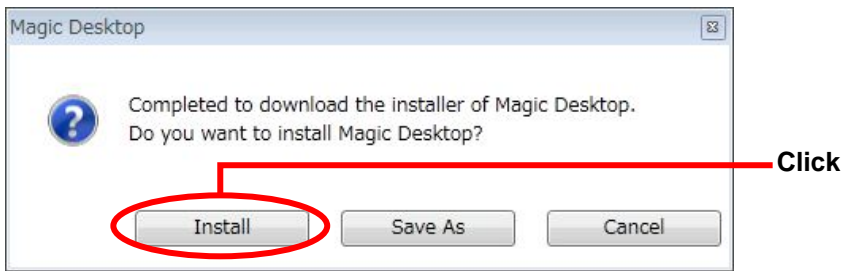 Magic Desktop
Completed to download the installer of Magic Desktop.
Do you want to install Magic Desktop?
Click
Install
Save As
Cancel